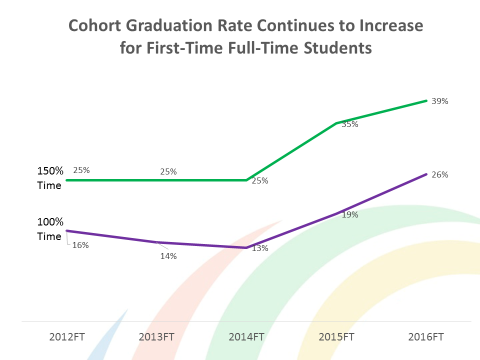 Cohort Graduation Rate Continues to Increase
for First-Time Full-Time Students
39%
35%
150%
Time
25%
25%
25%
26%
100%
Time
19%
16%
14%
13%
2012FT
2013FT
2014FT
2015FT
2016FT